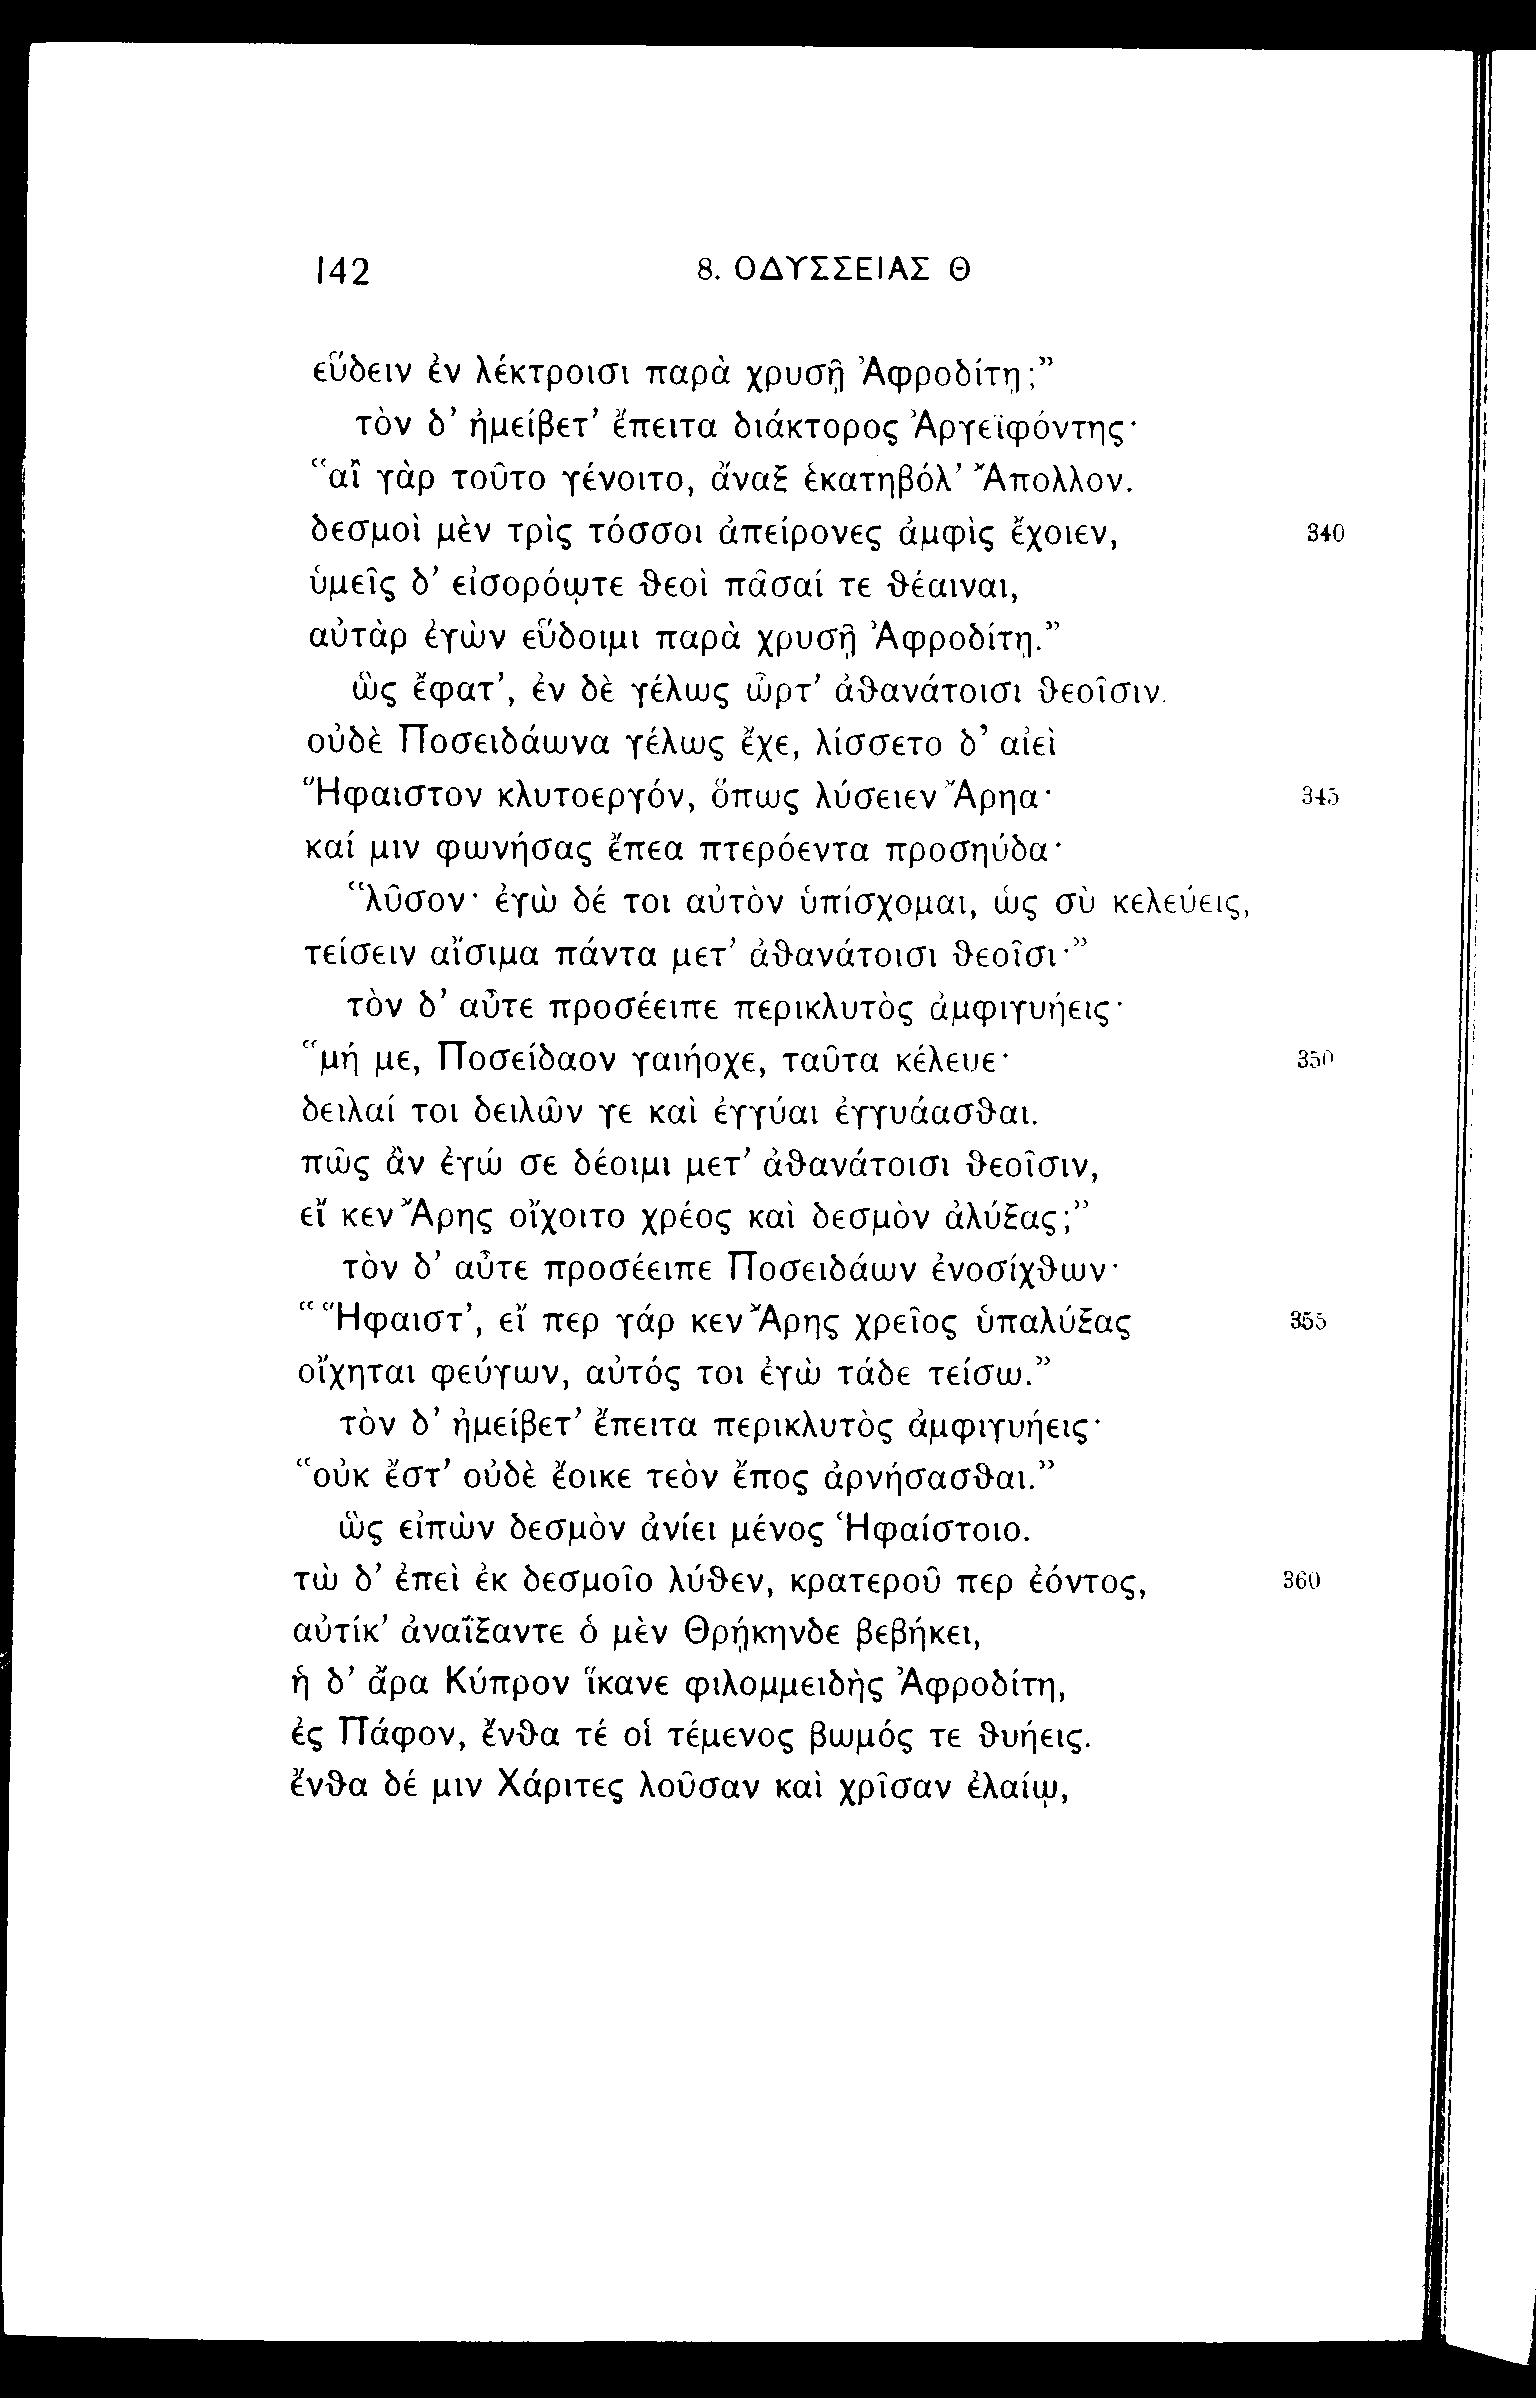 142 8. ΟΔΥΣΣΕΙΑΣ Θ
εὕδειν ἐν λέκτροισι παρὰ χρυσῇ Ἀφροδίτῃ;”
τὸν δ’ ἠμείβετ’ ἔπειτα διάκτορος Ἀργεϊφόντης·
“αἲ γὰρ τοῦτο γένοιτο, ἄναξ ἑκατηβόλ’ Ἄπολλον.
δεσμοὶ μὲν τρὶς τόσσοι ἀπείρονες ἀμφὶς ἔχοιεν, 340
ὑμεῖς δ’ εἰσορόῳτε θεοὶ πᾶσαί τε θέαιναι,
αὐτὰρ ἐγὼν εὕδοιμι παρὰ χρυσῇ Ἀφροδίτῃ.”
ὣς ἔφατ’, ἐν δὲ γέλως ὦρτ’ ἀθανάτοισι θεοῖσιν.
οὐδὲ Ποσειδάωνα γέλως ἔχε, λίσσετο δ’ αἰεὶ
Ἥφαιστον κλυτοεργόν, ὅπως λύσειεν Ἄρηα· 345
καί μιν φωνήσας ἔπεα πτερόεντα προσηύδα·
“λῦσον· ἐγὼ δέ τοι αὐτὸν ὑπίσχομαι, ὡς σὺ κελεύεις,
τείσειν αἴσιμα πάντα μετ’ ἀθανάτοισι θεοῖσι·”
τὸν δ’ αὖτε προσέειπε περικλυτὸς ἀμφιγυήεις·
“μή με, Ποσείδαον γαιήοχε, ταῦτα κέλευε· 350
δειλαί τοι δειλῶν γε καὶ ἐγγύαι ἐγγυάασθαι.
πῶς ἂν ἐγώ σε δέοιμι μετ’ ἀθανάτοισι θεοῖσιν,
εἴ κεν Ἄρης οἴχοιτο χρέος καὶ δεσμὸν ἀλύξας;”
τὸν δ’ αὖτε προσέειπε Ποσειδάων ἐνοσίχθων·
“Ἥφαιστ’, εἴ περ γάρ κεν Ἄρης χρεῖος ὑπαλύξας 355
οἴχηται φεύγων, αὐτός τοι ἐγὼ τάδε τείσω.”
τὸν δ’ ἠμείβετ’ ἔπειτα περικλυτὸς ἀμφιγυήεις·
“οὐκ ἔστ’ οὐδὲ ἔοικε τεὸν ἔπος ἀρνήσασθαι.”
ὣς εἰπὼν δεσμὸν ἀνίει μένος Ἡφαίστοιο.
τὼ δ’ ἐπεὶ ἐκ δεσμοῖο λύθεν, κρατεροῦ περ ἐόντος, 360
αὐτίκ’ ἀναΐξαντε ὁ μὲν Θρῄκηνδε βεβήκει,
ἡ δ’ ἄρα Κύπρον ἵκανε φιλομμειδὴς Ἀφροδίτη,
ἐς Πάφον, ἔνθα τέ οἱ τέμενος βωμός τε θυήεις.
ἔνθα δέ μιν Χάριτες λοῦσαν καὶ χρῖσαν ἐλαίῳ,